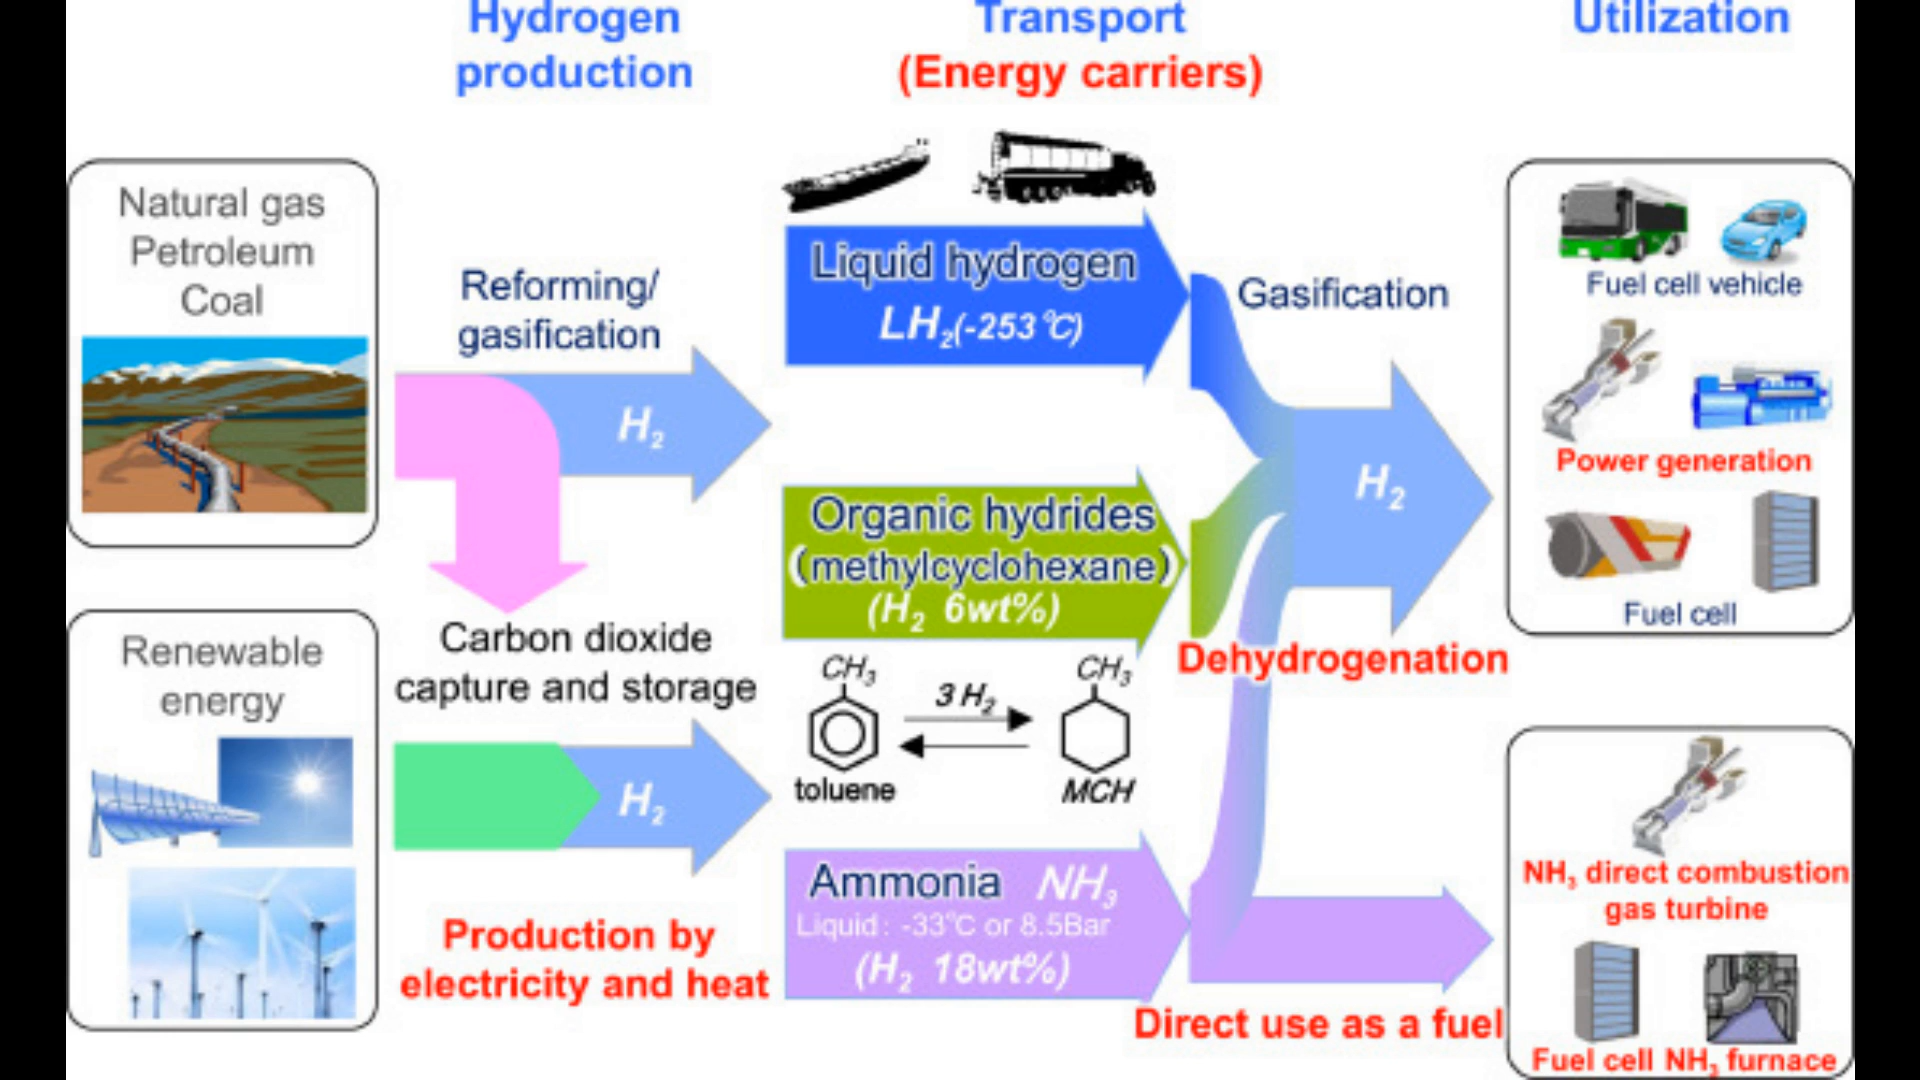 Hydrogen
production
Transport
(Energy carriers)
Utilization
Natural gas
Petroleum
Coal
Reforming/
gasification
H₂
Carbon dioxide
capture and storage
Renewable
energy
H₂
Production by
electricity and heat
Liquid hydrogen
LH₂(-253℃)
Gasification
Organic hydrides
(methylcyclohexane)
(H₂ 6wt%)
H₂
Dehydrogenation
CH₃
3 H₂
CH₃
toluene
MCH
Ammonia NH₃
Liquid: -33℃ or 8.5Bar
(H₂ 18wt%)
Direct use as a fuel
Fuel cell vehicle
Power generation
Fuel cell
NH₃ direct combustion
gas turbine
Fuel cell NH₃ furnace